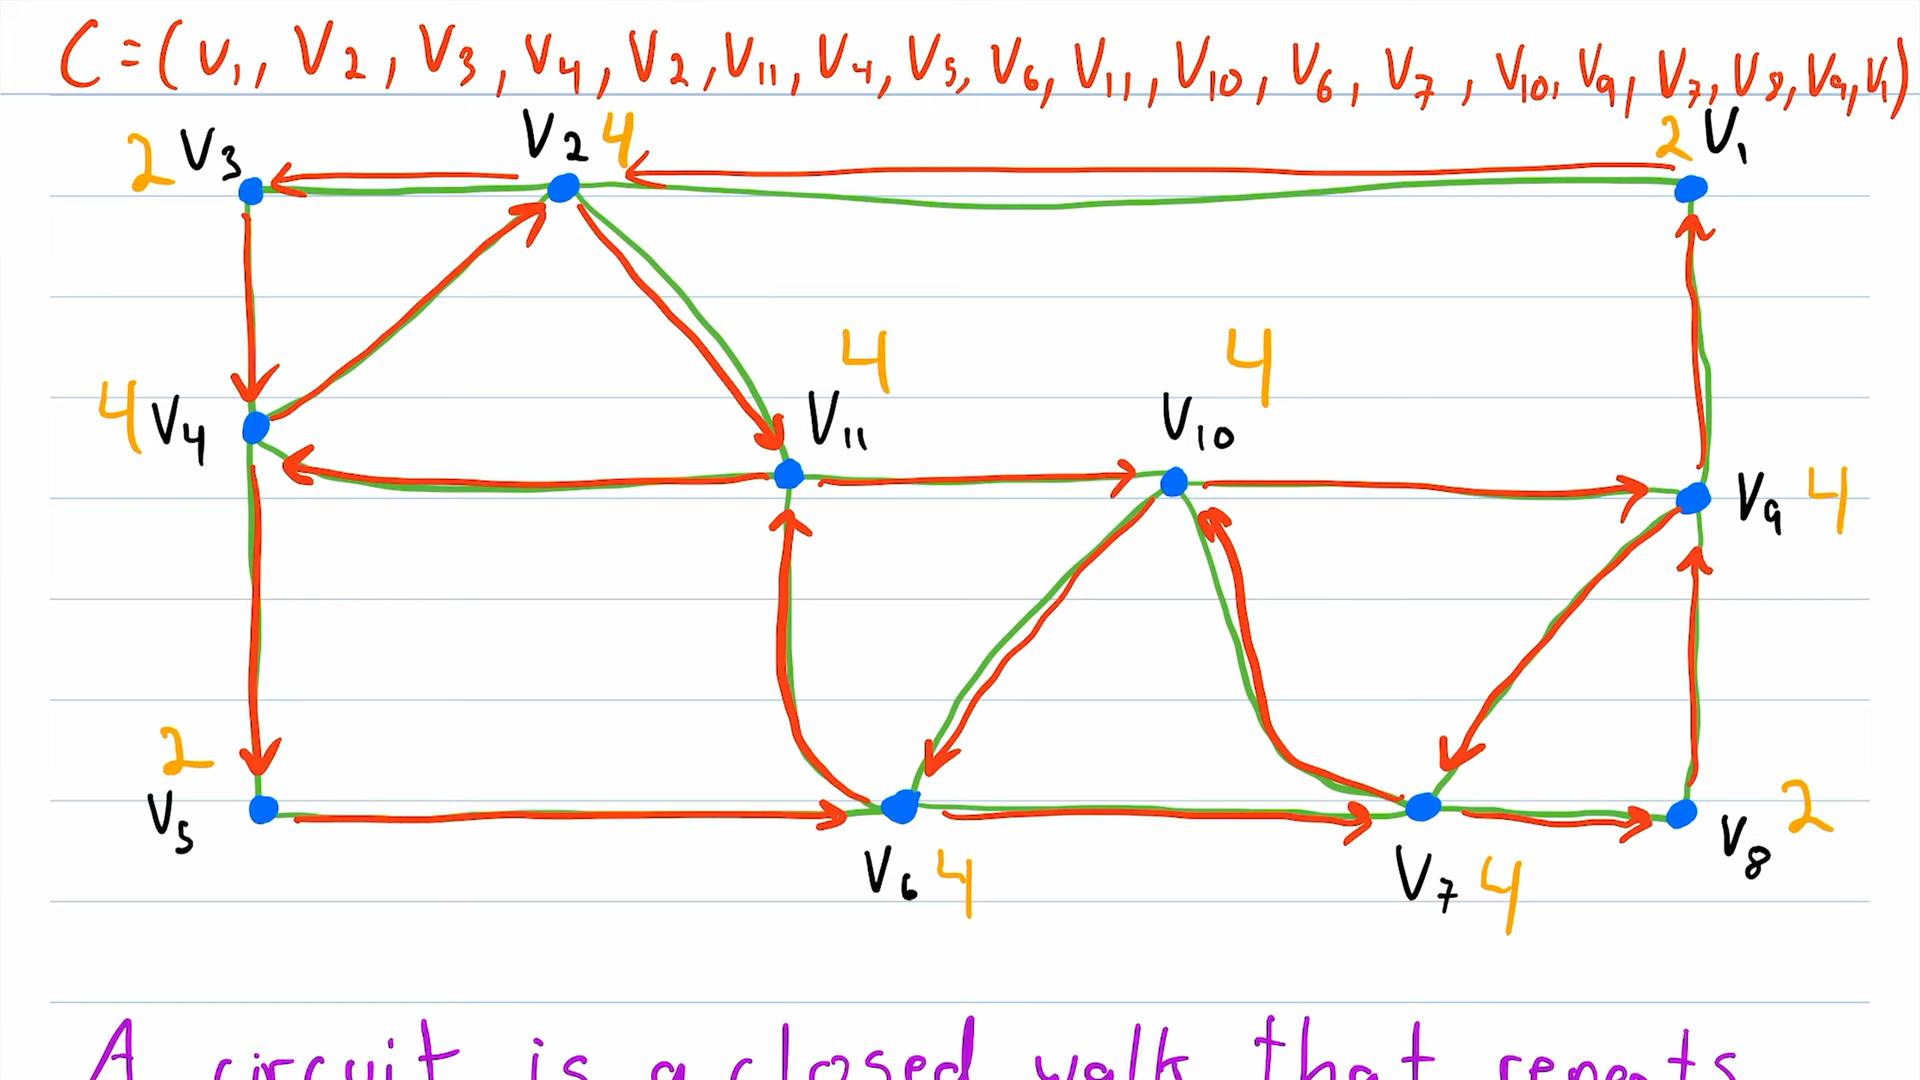 C=(V1, V2, V3, V4, V2, V11, V4, V5, V6, V11, V10, V6, V7, V10, V9, V7, V8, V9, V1)
2 V3 V2 4 2 V1
4 4
4 V4 V11 V10 V9 4
2
V5 V6 4 V7 4 V8 2
A circuit is a closed walk that repeats